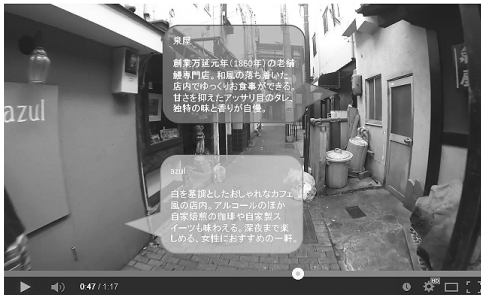 泉屋
創業万延元年(1860年)の老舗
鰻専門店。和風の落ち着いた
店内でゆっくりお食事ができる。
甘さを抑えたアッサリ目のタレ、
独特の味と香りが自慢。
azul
azul
白を基調としたおしゃれなカフェ
風の店内。アルコールのほか
自家焙煎の珈琲や自家製ス
イーツも味わえる。深夜まで楽
しめる、女性におすすめの一軒。
0:47 / 1:17
HD